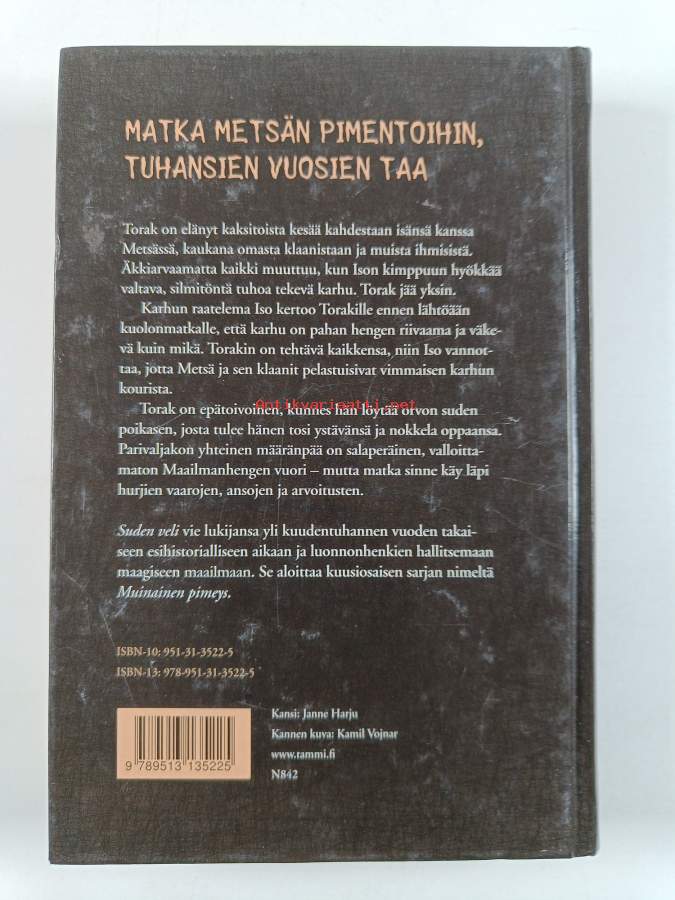 MATKA METSÄN PIMENTOIHIN,
TUHANSIEN VUOSIEN TAA
Torak on elänyt kaksitoista kesää kahdestaan isänsä kanssa
Metsässä, kaukana omasta klaanistaan ja muista ihmisistä.
Äkkiarvaamatta kaikki muuttuu, kun Ison kimppuun hyökkää
valtava, silmitöntä tuhoa tekevä karhu. Torak jää yksin.
Karhun raatelema Iso kertoo Torakille ennen lähtöään
kuolonmatkalle, että karhu on pahan hengen riivaama ja väke-
vä kuin mikä. Torakin on tehtävä kaikkensa, niin Iso vannot-
taa, jotta Metsä ja sen klaanit pelastuisivat vimmaisen karhun
kourista.
Antikvariaatti.net
Torak on epätoivoinen, kunnes hän löytää orvon suden
poikasen, josta tulee hänen tosi ystävänsä ja nokkela oppaansa.
Parivaljakon yhteinen määränpää on salaperäinen, valloitta-
maton Maailmanhengen vuori – mutta matka sinne käy läpi
hurjien vaarojen, ansojen ja arvoitusten.
Suden veli vie lukijansa yli kuudentuhannen vuoden takai-
seen esihistorialliseen aikaan ja luonnonhenkien hallitsemaan
maagiseen maailmaan. Se aloittaa kuusiosaisen sarjan nimeltä
Muinainen pimeys.
ISBN-10: 951-31-3522-5
ISBN-13: 978-951-31-3522-5
Kansi: Janne Harju
Kannen kuva: Kamil Vojnar
www.tammi.fi
N842
9 789513 135225